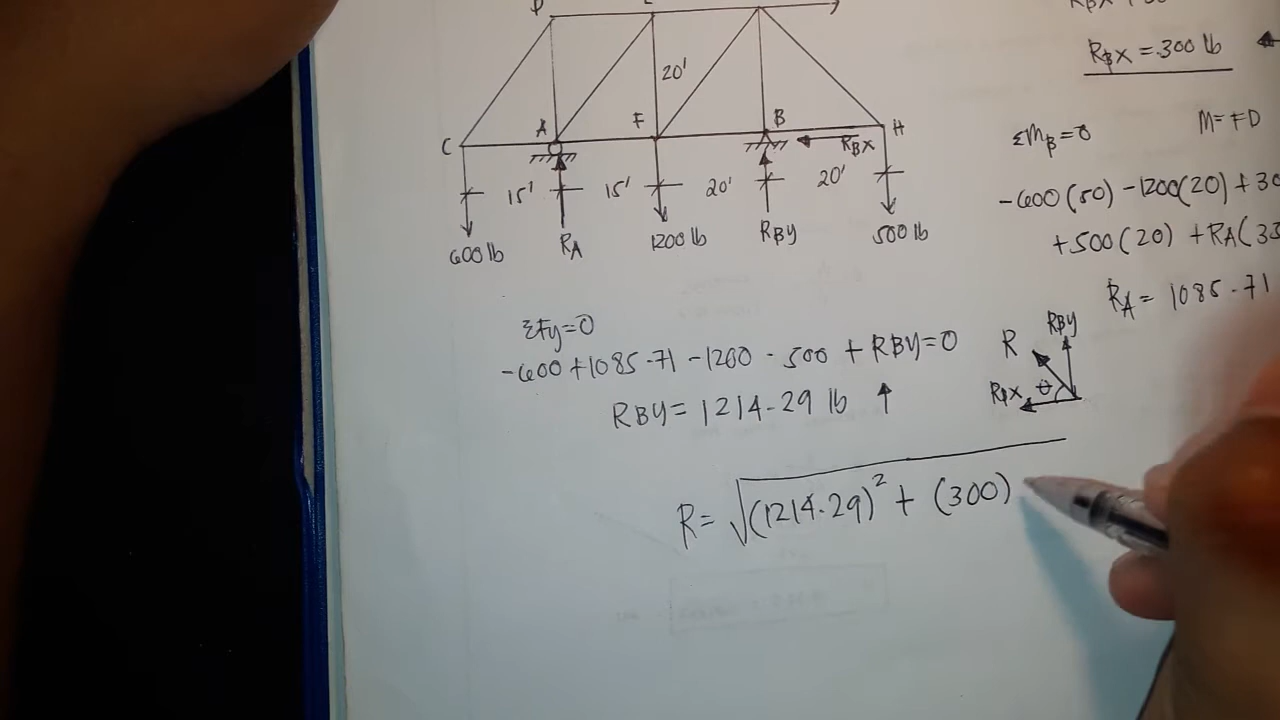 D
20'
C A F B H
RBX
15' 15' 20' 20'
600 lb RA 1200 lb RBY 500 lb
RBX = 300 lb
ΣMB=0 M=FD
-600(50) -1200(20) +30
+500(20) +RA(35
RA = 1085.71
ΣFy=0
-600+1085.71 -1200 - 500 + RBY=0
RBY= 1214.29 lb ↑
RBY
R
RBX θ
R= √(1214.29)² + (300)